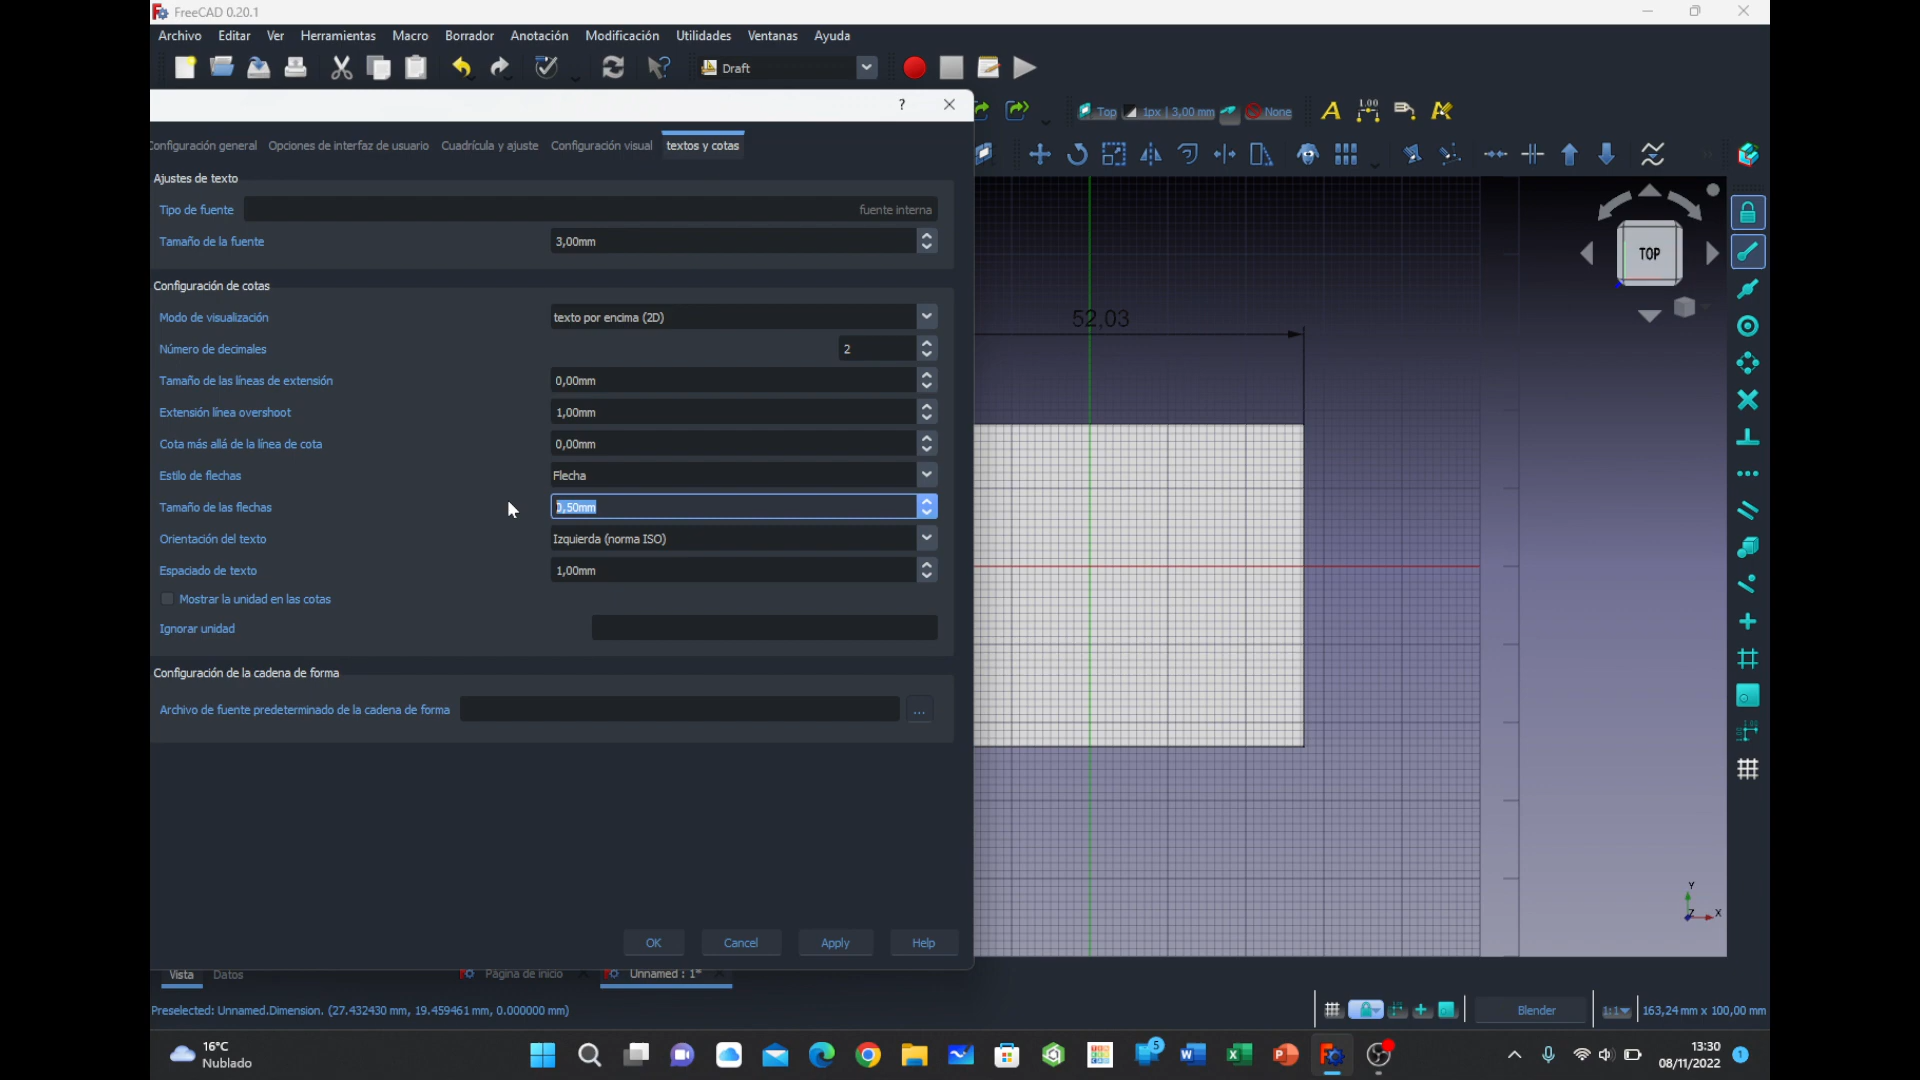 FreeCAD 0.20.1
Archivo Editar Ver Herramientas Macro Borrador Anotación Modificación Utilidades Ventanas Ayuda
Draft
?
Top 1px | 3,00 mm None
1.00
onfiguración general Opciones de interfaz de usuario Cuadrícula y ajuste Configuración visual textos y cotas
Ajustes de texto
Tipo de fuente fuente interna
Tamaño de la fuente 3,00mm
Configuración de cotas
Modo de visualización texto por encima (2D)
Número de decimales 2
Tamaño de las líneas de extensión 0,00mm
Extensión línea overshoot 1,00mm
Cota más allá de la línea de cota 0,00mm
Estilo de flechas Flecha
Tamaño de las flechas 0,50mm
Orientación del texto Izquierda (norma ISO)
Espaciado de texto 1,00mm
Mostrar la unidad en las cotas
Ignorar unidad
Configuración de la cadena de forma
Archivo de fuente predeterminado de la cadena de forma ...
OK Cancel Apply Help
52,03
TOP
Y
Z X
Vista Datos Página de inicio Unnamed : 1*
Preselected: Unnamed.Dimension. (27.432430 mm, 19.459461 mm, 0.000000 mm)
Blender 1:1 163,24 mm x 100,00 mm
16°C
Nublado
5
13:30
08/11/2022
1